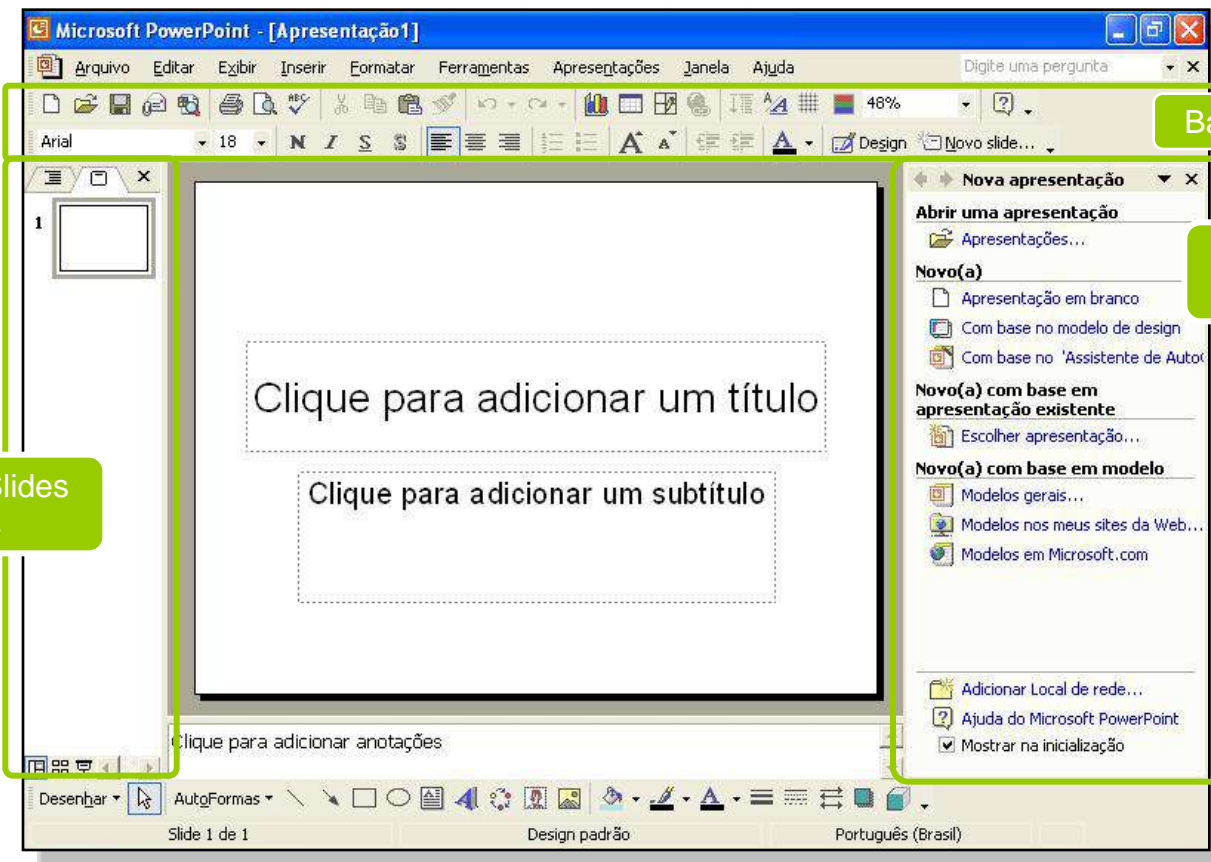 Microsoft PowerPoint - [Apresentação1]
Arquivo Editar Exibir Inserir Formatar Ferramentas Apresentações Janela Ajuda Digite uma pergunta
48%
Ba
Arial 18 N I S S A A A Design Novo slide...
Nova apresentação
1
Abrir uma apresentação
Apresentações...
Novo(a)
Apresentação em branco
Com base no modelo de design
Com base no 'Assistente de Auto
Novo(a) com base em
apresentação existente
Escolher apresentação...
Novo(a) com base em modelo
Modelos gerais...
Modelos nos meus sites da Web...
Modelos em Microsoft.com
Adicionar Local de rede...
Ajuda do Microsoft PowerPoint
Mostrar na inicialização
Clique para adicionar um título
Clique para adicionar um subtítulo
lides
Clique para adicionar anotações
Desenhar AutoFormas
Slide 1 de 1 Design padrão Português (Brasil)